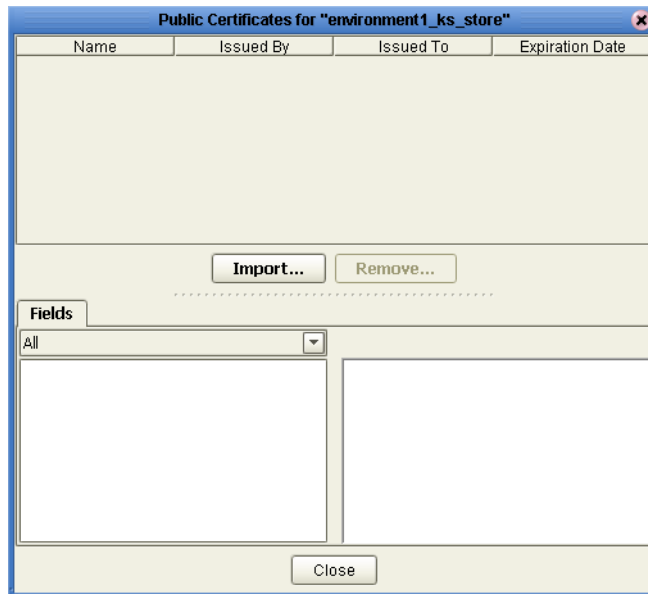 Public Certificates for "environment1_ks_store"
Name Issued By Issued To Expiration Date
Import... Remove...
Fields
All
Close